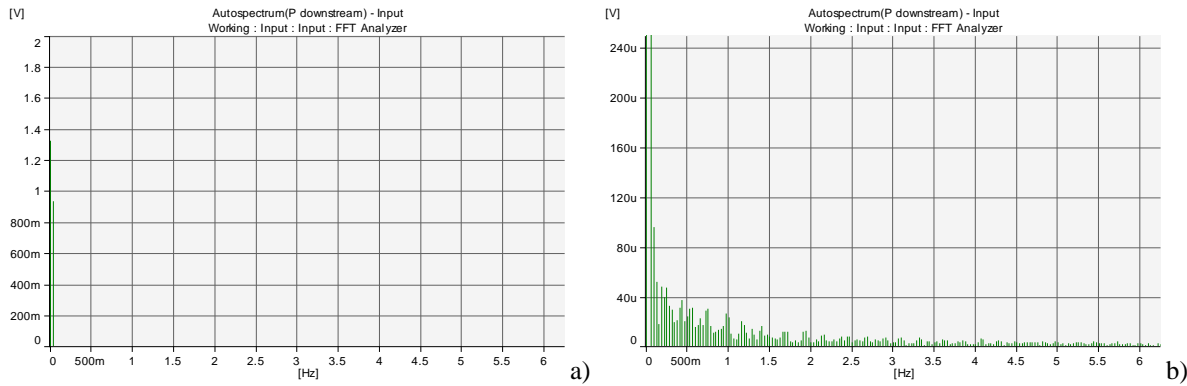 [V]
Autospectrum(P downstream) - Input
Working : Input : Input : FFT Analyzer
2
1.8
1.6
1.4
1.2
1
800m
600m
400m
200m
0
0 500m 1 1.5 2 2.5 3 3.5 4 4.5 5 5.5 6
[Hz]
a)
[V]
Autospectrum(P downstream) - Input
Working : Input : Input : FFT Analyzer
240u
200u
160u
120u
80u
40u
0
0 500m 1 1.5 2 2.5 3 3.5 4 4.5 5 5.5 6
[Hz]
b)